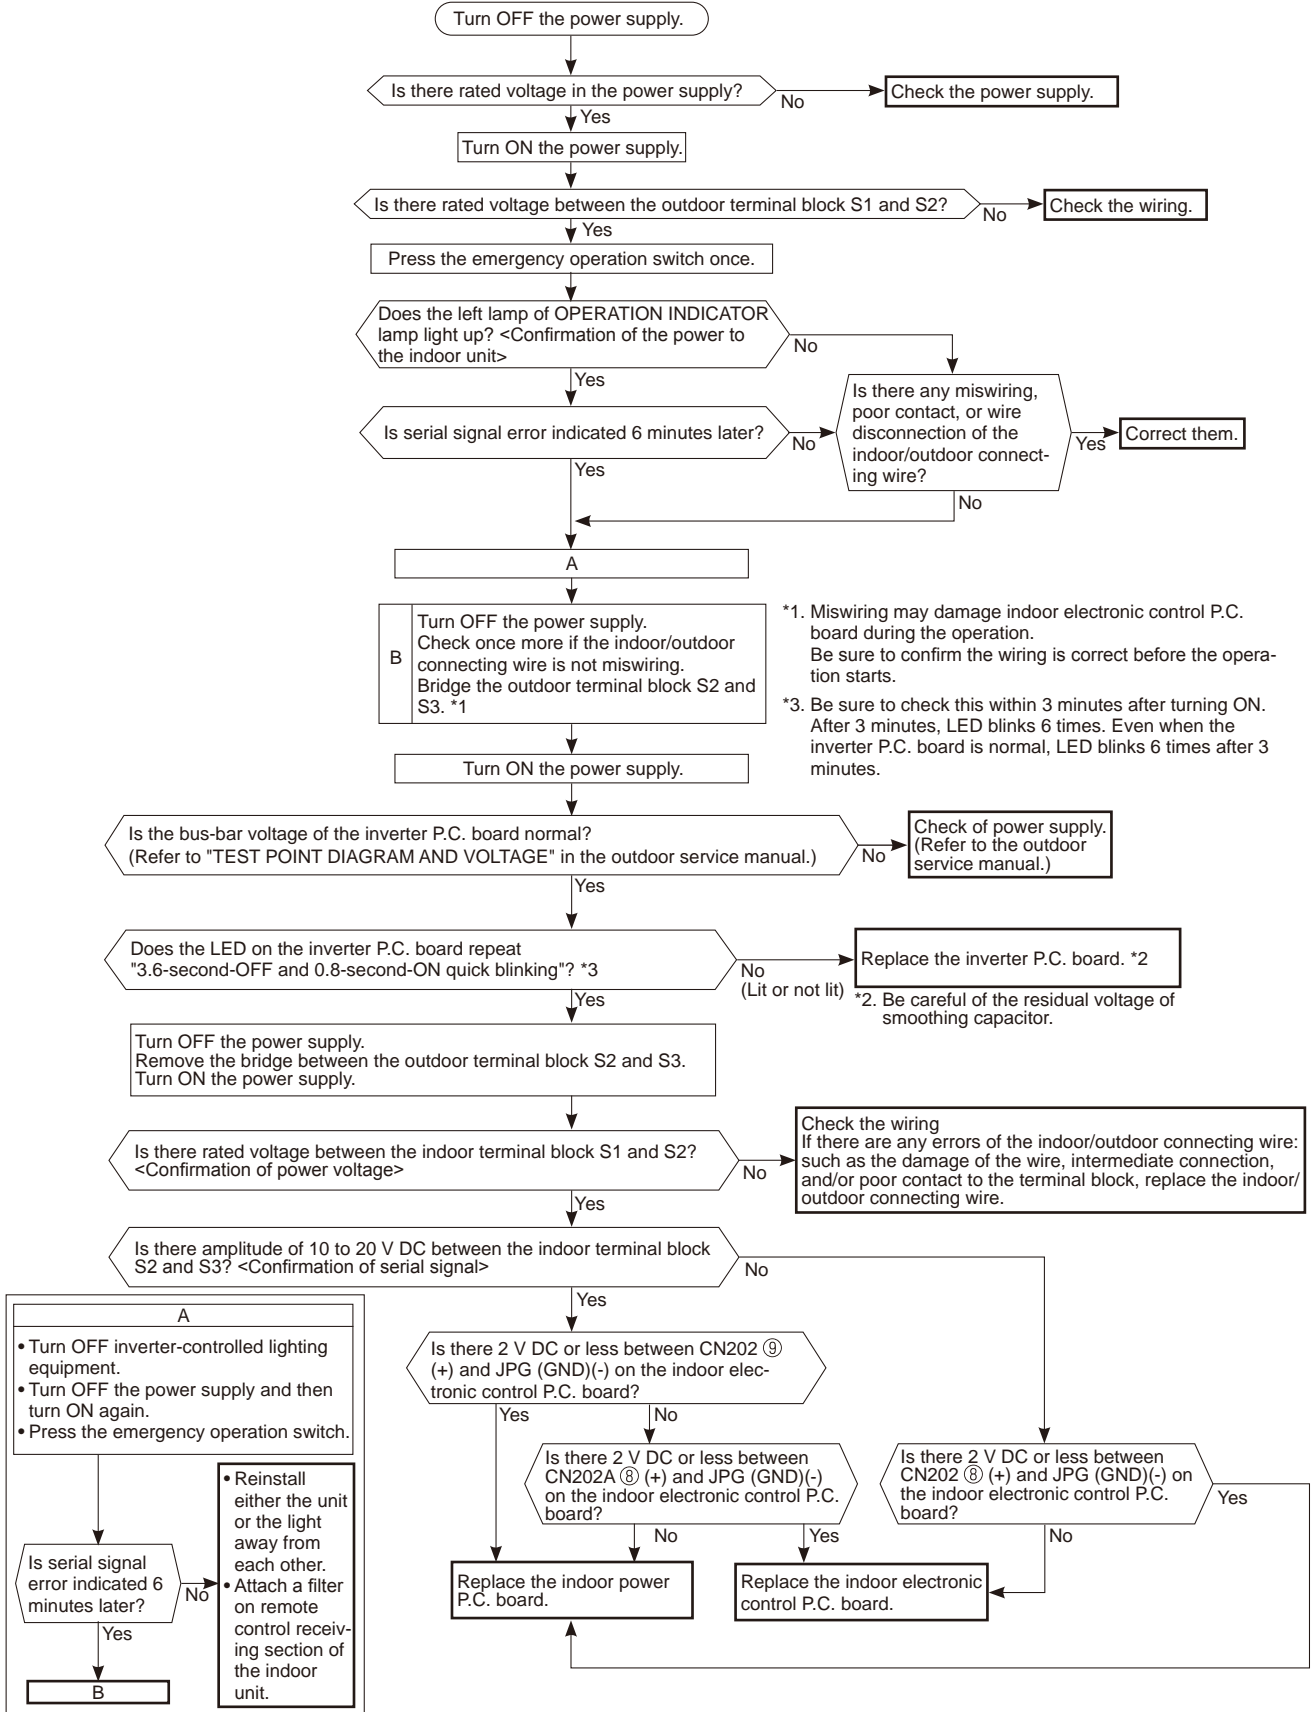 Turn OFF the power supply.
Is there rated voltage in the power supply?
No
Check the power supply.
Yes
Turn ON the power supply.
Is there rated voltage between the outdoor terminal block S1 and S2?
No
Check the wiring.
Yes
Press the emergency operation switch once.
Does the left lamp of OPERATION INDICATOR
lamp light up? <Confirmation of the power to
the indoor unit>
No
Yes
Is serial signal error indicated 6 minutes later?
No
Is there any miswiring,
poor contact, or wire
disconnection of the
indoor/outdoor connect-
ing wire?
Yes
Correct them.
Yes
No
A
B
Turn OFF the power supply.
Check once more if the indoor/outdoor
connecting wire is not miswiring.
Bridge the outdoor terminal block S2 and
S3. *1
*1. Miswiring may damage indoor electronic control P.C.
board during the operation.
Be sure to confirm the wiring is correct before the opera-
tion starts.
*3. Be sure to check this within 3 minutes after turning ON.
After 3 minutes, LED blinks 6 times. Even when the
inverter P.C. board is normal, LED blinks 6 times after 3
minutes.
Turn ON the power supply.
Is the bus-bar voltage of the inverter P.C. board normal?
(Refer to "TEST POINT DIAGRAM AND VOLTAGE" in the outdoor service manual.)
No
Check of power supply.
(Refer to the outdoor
service manual.)
Yes
Does the LED on the inverter P.C. board repeat
"3.6-second-OFF and 0.8-second-ON quick blinking"? *3
No
(Lit or not lit)
Replace the inverter P.C. board. *2
*2. Be careful of the residual voltage of
smoothing capacitor.
Yes
Turn OFF the power supply.
Remove the bridge between the outdoor terminal block S2 and S3.
Turn ON the power supply.
Is there rated voltage between the indoor terminal block S1 and S2?
<Confirmation of power voltage>
No
Check the wiring
If there are any errors of the indoor/outdoor connecting wire:
such as the damage of the wire, intermediate connection,
and/or poor contact to the terminal block, replace the indoor/
outdoor connecting wire.
Yes
Is there amplitude of 10 to 20 V DC between the indoor terminal block
S2 and S3? <Confirmation of serial signal>
No
Yes
Is there 2 V DC or less between CN202 ⑨
(+) and JPG (GND)(-) on the indoor elec-
tronic control P.C. board?
Yes
No
Is there 2 V DC or less between
CN202A ⑧ (+) and JPG (GND)(-)
on the indoor electronic control P.C.
board?
No
Yes
Is there 2 V DC or less between
CN202 ⑧ (+) and JPG (GND)(-) on
the indoor electronic control P.C.
board?
Yes
No
Replace the indoor power
P.C. board.
Replace the indoor electronic
control P.C. board.
A
• Turn OFF inverter-controlled lighting
equipment.
• Turn OFF the power supply and then
turn ON again.
• Press the emergency operation switch.
Is serial signal
error indicated 6
minutes later?
No
• Reinstall
either the unit
or the light
away from
each other.
• Attach a filter
on remote
control receiv-
ing section of
the indoor
unit.
Yes
B